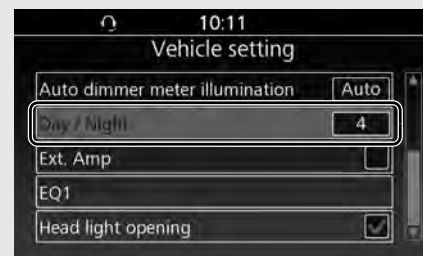 10:11
Vehicle setting
Auto dimmer meter illumination Auto
Day / Night 4
Ext. Amp
EQ1
Head light opening